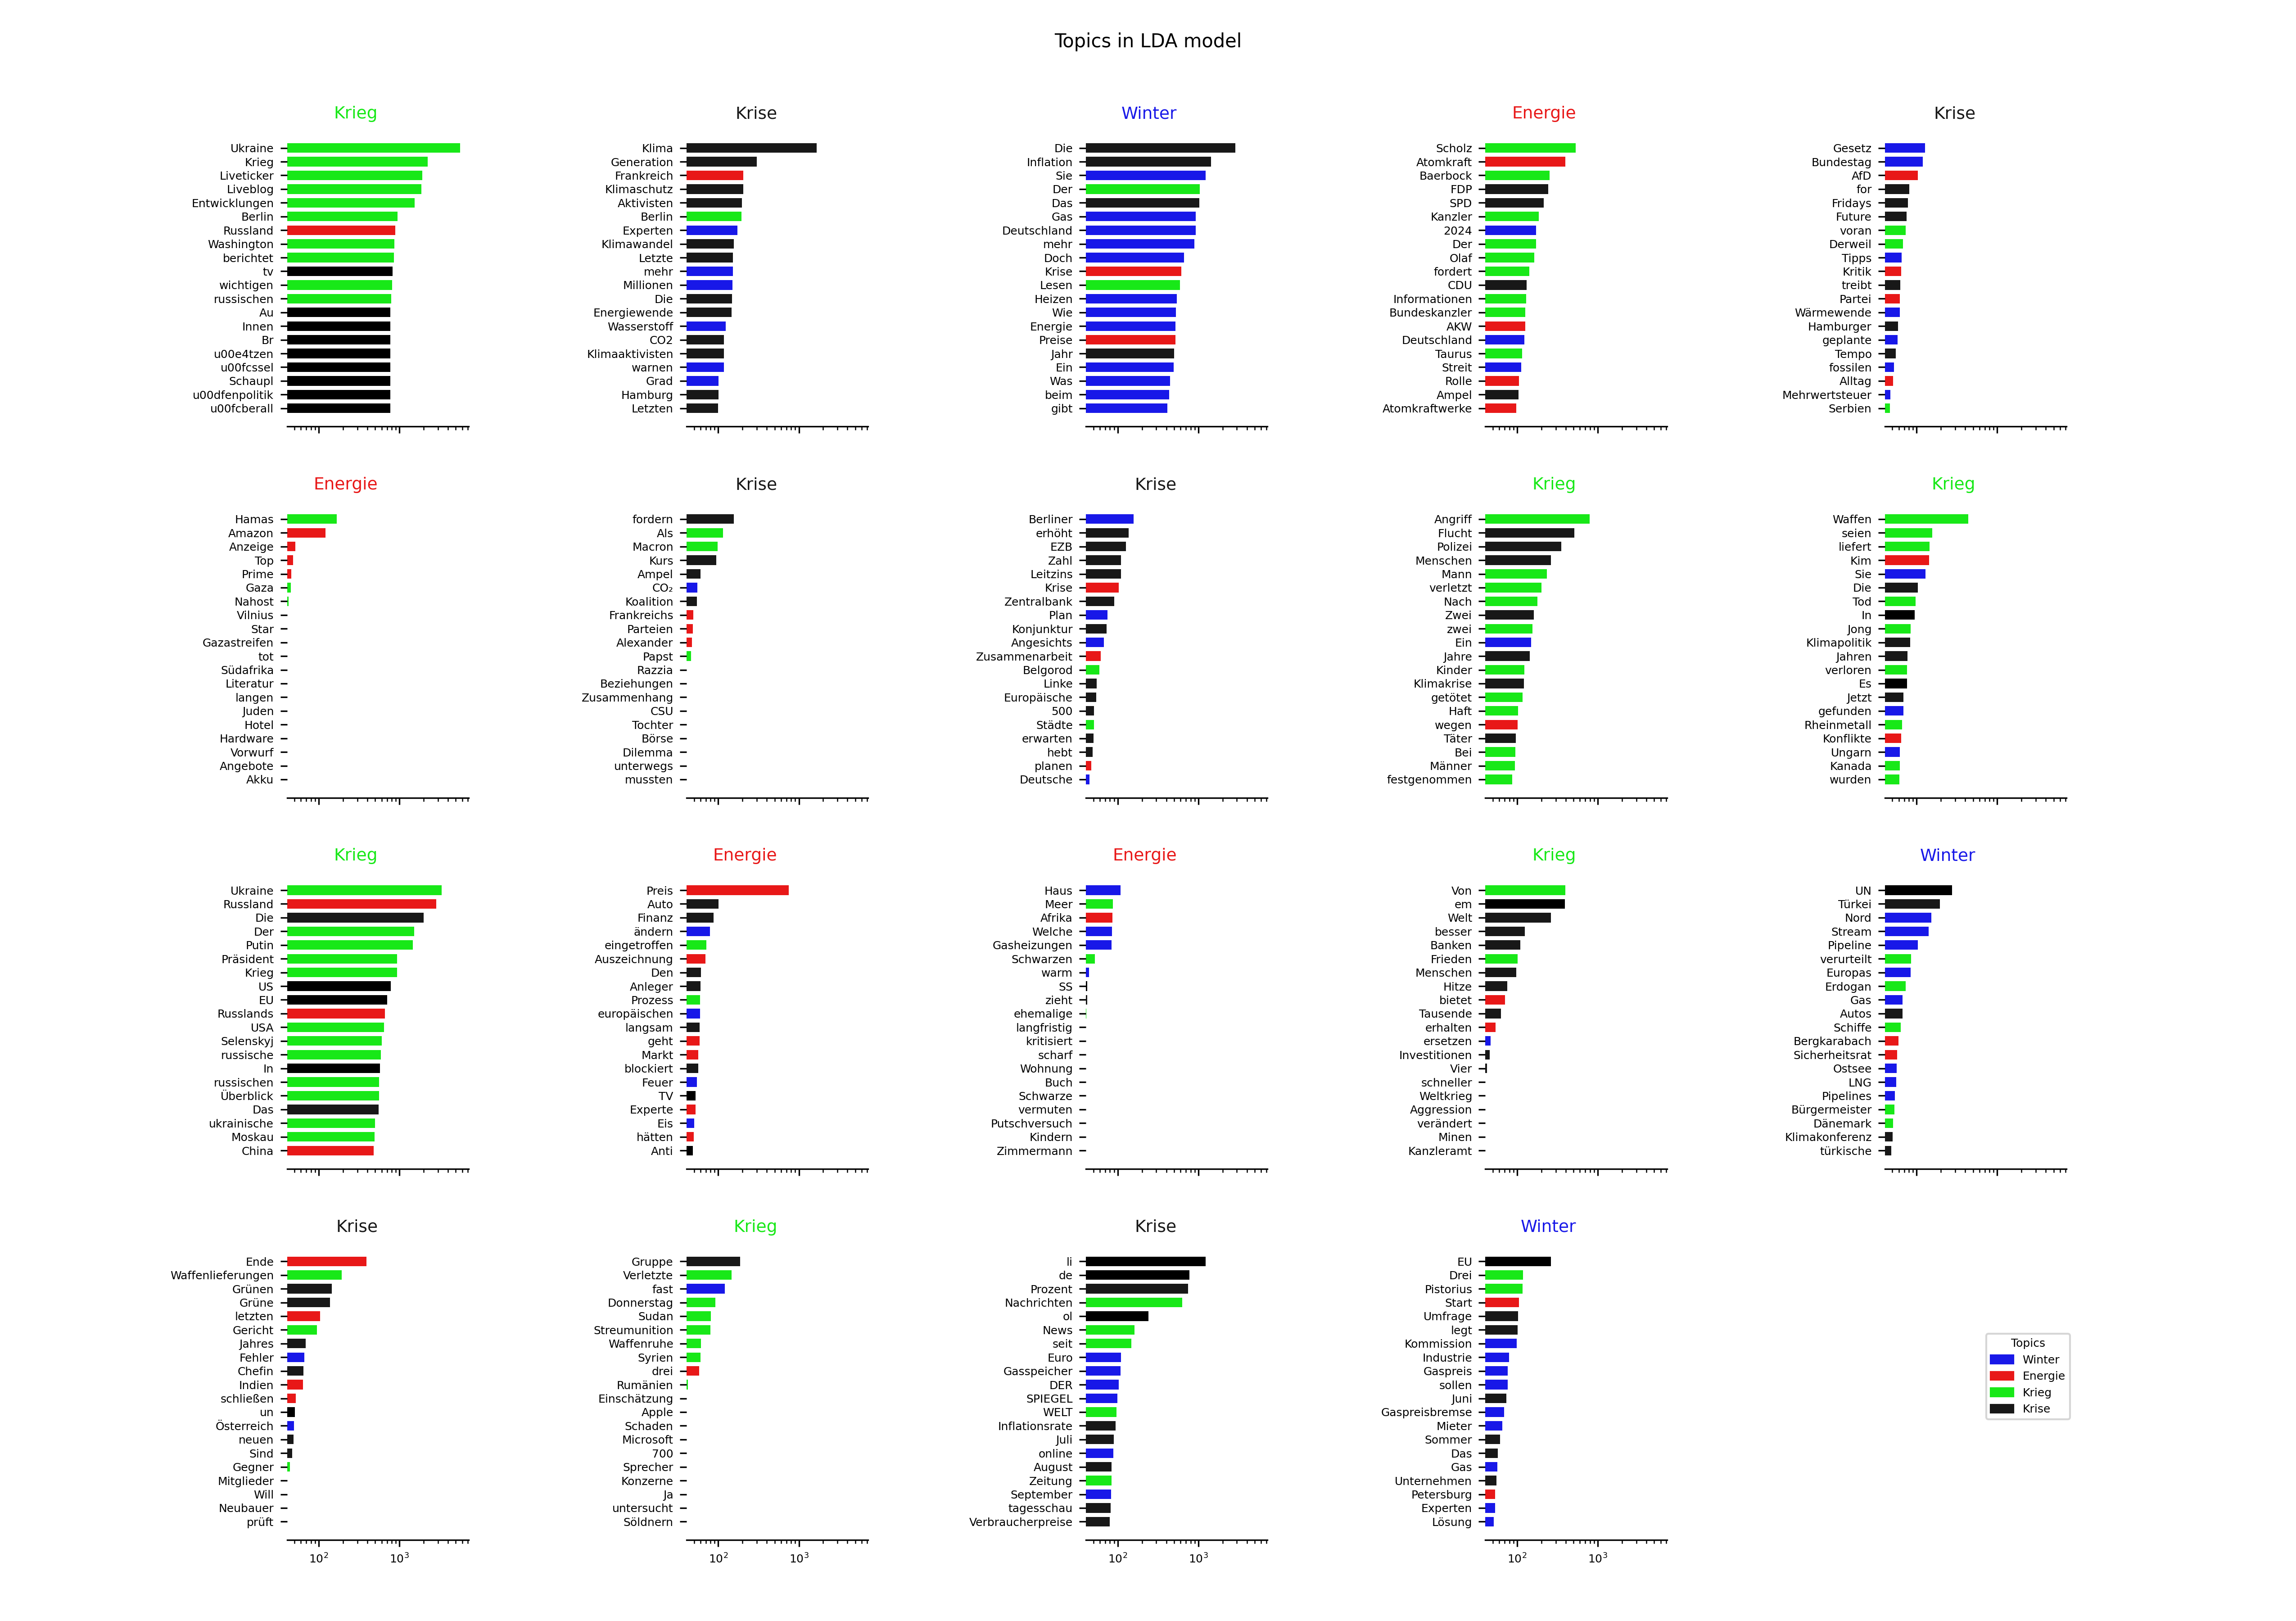 Topics in LDA model
Krieg
Ukraine
Krieg
Liveticker
Liveblog
Entwicklungen
Berlin
Russland
Washington
berichtet
tv
wichtigen
russischen
Au
Innen
Br
u00e4tzen
u00fcssel
Schaupl
u00dfenpolitik
u00fcberall
Krise
Klima
Generation
Frankreich
Klimaschutz
Aktivisten
Berlin
Experten
Klimawandel
Letzte
mehr
Millionen
Die
Energiewende
Wasserstoff
CO2
Klimaaktivisten
warnen
Grad
Hamburg
Letzten
Winter
Die
Inflation
Sie
Der
Das
Gas
Deutschland
mehr
Doch
Krise
Lesen
Heizen
Wie
Energie
Preise
Jahr
Ein
Was
beim
gibt
Energie
Scholz
Atomkraft
Baerbock
FDP
SPD
Kanzler
2024
Der
Olaf
fordert
CDU
Informationen
Bundeskanzler
AKW
Deutschland
Taurus
Streit
Rolle
Ampel
Atomkraftwerke
Krise
Gesetz
Bundestag
AfD
for
Fridays
Future
voran
Derweil
Tipps
Kritik
treibt
Partei
Wärmewende
Hamburger
geplante
Tempo
fossilen
Alltag
Mehrwertsteuer
Serbien
Energie
Hamas
Amazon
Anzeige
Top
Prime
Gaza
Nahost
Vilnius
Star
Gazastreifen
tot
Südafrika
Literatur
langen
Juden
Hotel
Hardware
Vorwurf
Angebote
Akku
Krise
fordern
Als
Macron
Kurs
Ampel
CO₂
Koalition
Frankreichs
Parteien
Alexander
Papst
Razzia
Beziehungen
Zusammenhang
CSU
Tochter
Börse
Dilemma
unterwegs
mussten
Krise
Berliner
erhöht
EZB
Zahl
Leitzins
Krise
Zentralbank
Plan
Konjunktur
Angesichts
Zusammenarbeit
Belgorod
Linke
Europäische
500
Städte
erwarten
hebt
planen
Deutsche
Krieg
Angriff
Flucht
Polizei
Menschen
Mann
verletzt
Nach
Zwei
zwei
Ein
Jahre
Kinder
Klimakrise
getötet
Haft
wegen
Täter
Bei
Männer
festgenommen
Krieg
Waffen
seien
liefert
Kim
Sie
Die
Tod
In
Jong
Klimapolitik
Jahren
verloren
Es
Jetzt
gefunden
Rheinmetall
Konflikte
Ungarn
Kanada
wurden
Krieg
Ukraine
Russland
Die
Der
Putin
Präsident
Krieg
US
EU
Russlands
USA
Selenskyj
russische
In
russischen
Überblick
Das
ukrainische
Moskau
China
Energie
Preis
Auto
Finanz
ändern
eingetroffen
Auszeichnung
Den
Anleger
Prozess
europäischen
langsam
geht
Markt
blockiert
Feuer
TV
Experte
Eis
hätten
Anti
Energie
Haus
Meer
Afrika
Welche
Gasheizungen
Schwarzen
warm
SS
zieht
ehemalige
langfristig
kritisiert
scharf
Wohnung
Buch
Schwarze
vermuten
Putschversuch
Kindern
Zimmermann
Krieg
Von
em
Welt
besser
Banken
Frieden
Menschen
Hitze
bietet
Tausende
erhalten
ersetzen
Investitionen
Vier
schneller
Weltkrieg
Aggression
verändert
Minen
Kanzleramt
Winter
UN
Türkei
Nord
Stream
Pipeline
verurteilt
Europas
Erdogan
Gas
Autos
Schiffe
Bergkarabach
Sicherheitsrat
Ostsee
LNG
Pipelines
Bürgermeister
Dänemark
Klimakonferenz
türkische
Krise
Ende
Waffenlieferungen
Grünen
Grüne
letzten
Gericht
Jahres
Fehler
Chefin
Indien
schließen
un
Österreich
neuen
Sind
Gegner
Mitglieder
Will
Neubauer
prüft
10² 10³
Krieg
Gruppe
Verletzte
fast
Donnerstag
Sudan
Streumunition
Waffenruhe
Syrien
drei
Rumänien
Einschätzung
Apple
Schaden
Microsoft
700
Sprecher
Konzerne
Ja
untersucht
Söldnern
10² 10³
Krise
li
de
Prozent
Nachrichten
ol
News
seit
Euro
Gasspeicher
DER
SPIEGEL
WELT
Inflationsrate
Juli
online
August
Zeitung
September
tagesschau
Verbraucherpreise
10² 10³
Winter
EU
Drei
Pistorius
Start
Umfrage
legt
Kommission
Industrie
Gaspreis
sollen
Juni
Gaspreisbremse
Mieter
Sommer
Das
Gas
Unternehmen
Petersburg
Experten
Lösung
10² 10³
Topics
Winter
Energie
Krieg
Krise